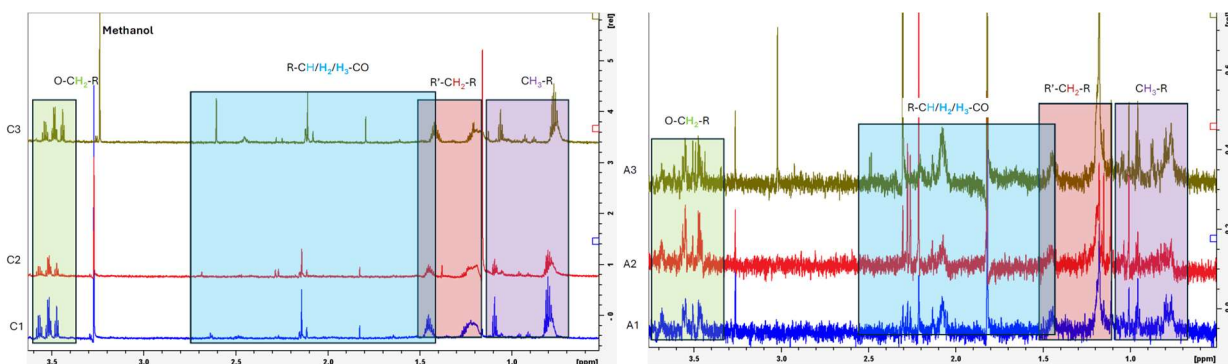 Methanol
O-CH₂-R
R-CH/H₂/H₃-CO
R'-CH₂-R
CH₃-R
C3
C2
C1
[rel]
5
4
3
2
1
0
3.5
3.0
2.5
2.0
1.5
1.0
[ppm]
O-CH₂-R
R-CH/H₂/H₃-CO
R'-CH₂-R
CH₃-R
A3
A2
A1
3.5
3.0
2.5
2.0
1.5
1.0
[ppm]